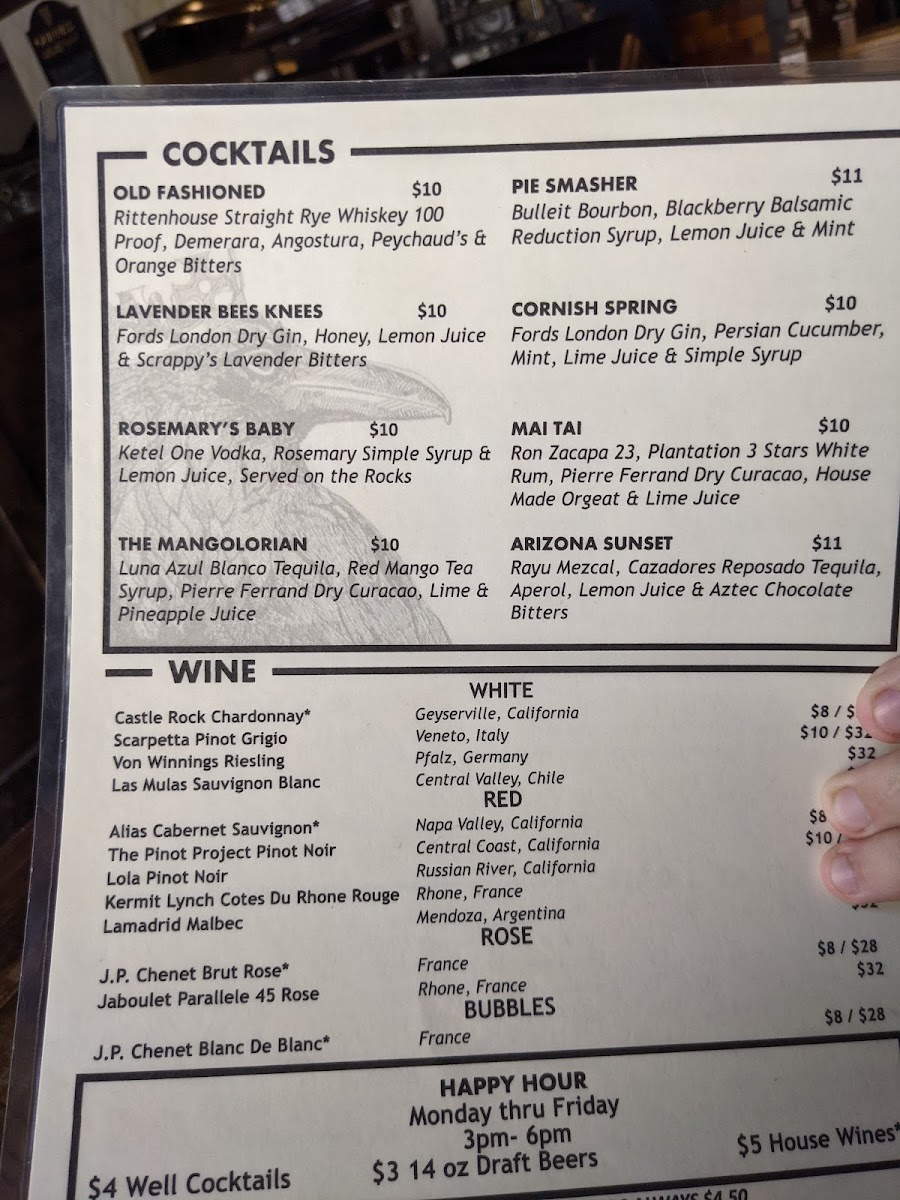 COCKTAILS
OLD FASHIONED $10
Rittenhouse Straight Rye Whiskey 100
Proof, Demerara, Angostura, Peychaud's &
Orange Bitters
PIE SMASHER $11
Bulleit Bourbon, Blackberry Balsamic
Reduction Syrup, Lemon Juice & Mint
LAVENDER BEES KNEES $10
Fords London Dry Gin, Honey, Lemon Juice
& Scrappy's Lavender Bitters
CORNISH SPRING $10
Fords London Dry Gin, Persian Cucumber,
Mint, Lime Juice & Simple Syrup
ROSEMARY'S BABY $10
Ketel One Vodka, Rosemary Simple Syrup &
Lemon Juice, Served on the Rocks
MAI TAI $10
Ron Zacapa 23, Plantation 3 Stars White
Rum, Pierre Ferrand Dry Curacao, House
Made Orgeat & Lime Juice
THE MANGOLORIAN $10
Luna Azul Blanco Tequila, Red Mango Tea
Syrup, Pierre Ferrand Dry Curacao, Lime &
Pineapple Juice
ARIZONA SUNSET $11
Rayu Mezcal, Cazadores Reposado Tequila,
Aperol, Lemon Juice & Aztec Chocolate
Bitters
WINE
WHITE
Castle Rock Chardonnay* Geyserville, California $8 / $
Scarpetta Pinot Grigio Veneto, Italy $10 / $32
Von Winnings Riesling Pfalz, Germany $32
Las Mulas Sauvignon Blanc Central Valley, Chile
RED
Alias Cabernet Sauvignon* Napa Valley, California $8
The Pinot Project Pinot Noir Central Coast, California $10 /
Lola Pinot Noir Russian River, California
Kermit Lynch Cotes Du Rhone Rouge Rhone, France
Lamadrid Malbec Mendoza, Argentina
ROSE
J.P. Chenet Brut Rose* France $8 / $28
Jaboulet Parallele 45 Rose Rhone, France $32
BUBBLES
J.P. Chenet Blanc De Blanc* France $8 / $28
HAPPY HOUR
Monday thru Friday
3pm- 6pm
$4 Well Cocktails $3 14 oz Draft Beers $5 House Wines*
ALWAYS $4.50